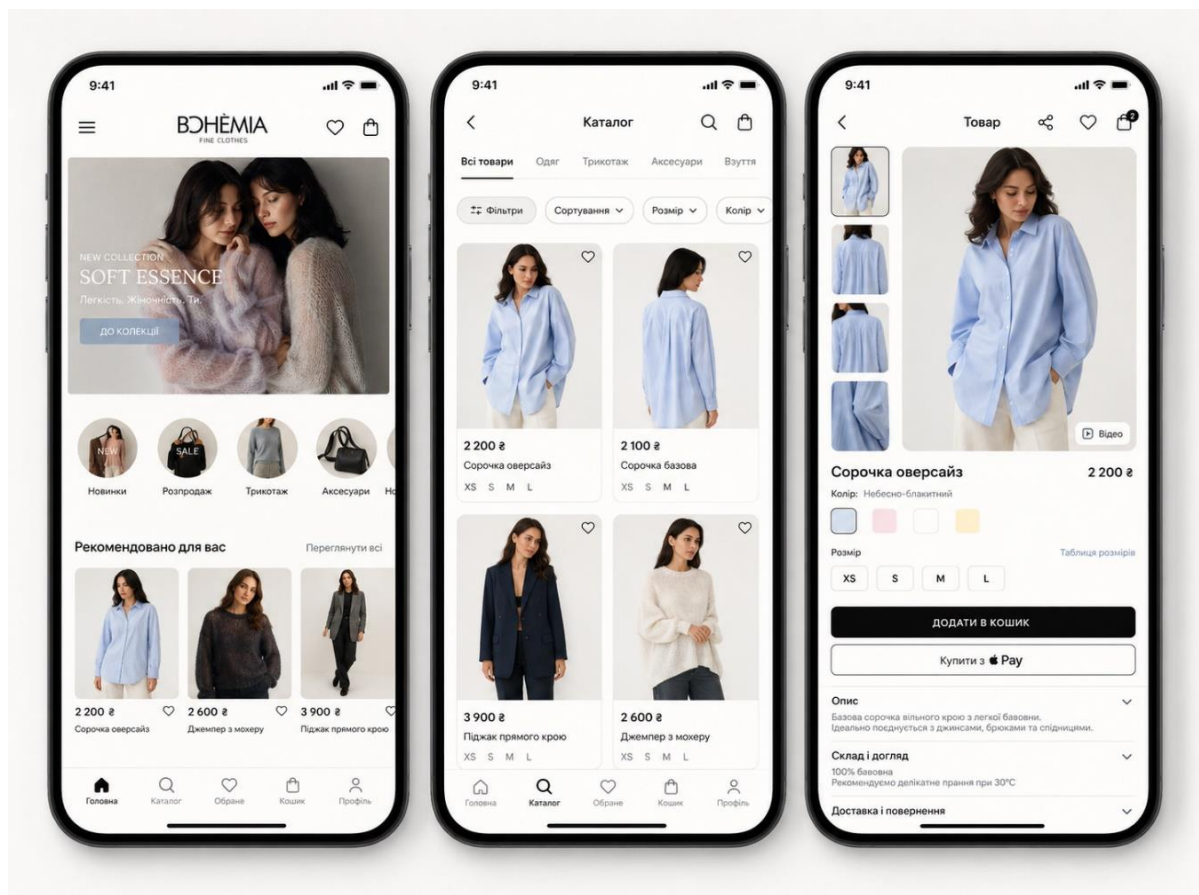 9:41
BOHÈMIA
FINE CLOTHES
NEW COLLECTION
SOFT ESSENCE
Легкість. Жіночність. Ти.
ДО КОЛЕКЦІЇ
NEW
SALE
Новинки
Розпродаж
Трикотаж
Аксесуари
Но
Рекомендовано для вас
Переглянути всі
2 200 ₴
Сорочка оверсайз
2 600 ₴
Джемпер з мохеру
3 900 ₴
Піджак прямого крою
Головна
Каталог
Обране
Кошик
Профіль
9:41
Каталог
Всі товари
Одяг
Трикотаж
Аксесуари
Взуття
Фільтри
Сортування
Розмір
Колір
2 200 ₴
Сорочка оверсайз
XS S M L
2 100 ₴
Сорочка базова
XS S M L
3 900 ₴
Піджак прямого крою
XS S M L
2 600 ₴
Джемпер з мохеру
XS S M L
Головна
Каталог
Обране
Кошик
Профіль
9:41
Товар
2
Відео
Сорочка оверсайз
2 200 ₴
Колір: Небесно-блакитний
Розмір
Таблиця розмірів
XS
S
M
L
ДОДАТИ В КОШИК
Купити з Pay
Опис
Базова сорочка вільного крою з легкої бавовни.
Ідеально поєднується з джинсами, брюками та спідницями.
Склад і догляд
100% бавовна
Рекомендуємо делікатне прання при 30°C
Доставка і повернення